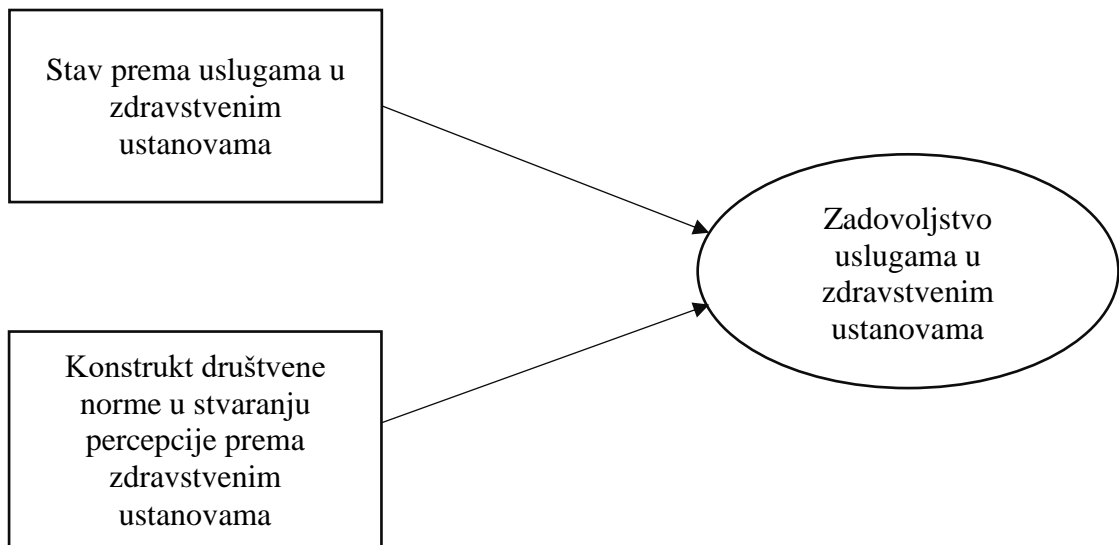 Stav prema uslugama u
zdravstvenim
ustanovama
Zadovoljstvo
uslugama u
zdravstvenim
ustanovama
Konstrukt društvene
norme u stvaranju
percepcije prema
zdravstvenim
ustanovama